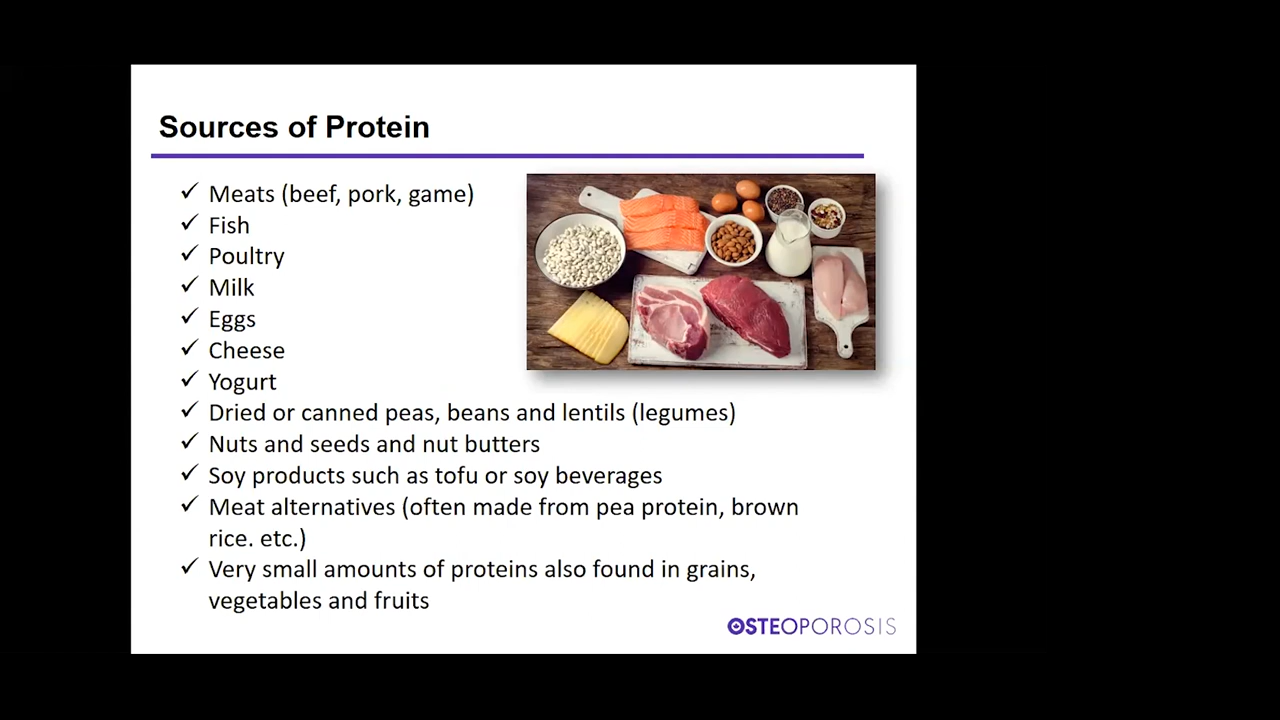 Sources of Protein
✓ Meats (beef, pork, game)
✓ Fish
✓ Poultry
✓ Milk
✓ Eggs
✓ Cheese
✓ Yogurt
✓ Dried or canned peas, beans and lentils (legumes)
✓ Nuts and seeds and nut butters
✓ Soy products such as tofu or soy beverages
✓ Meat alternatives (often made from pea protein, brown
rice. etc.)
✓ Very small amounts of proteins also found in grains,
vegetables and fruits
OSTEOPOROSIS